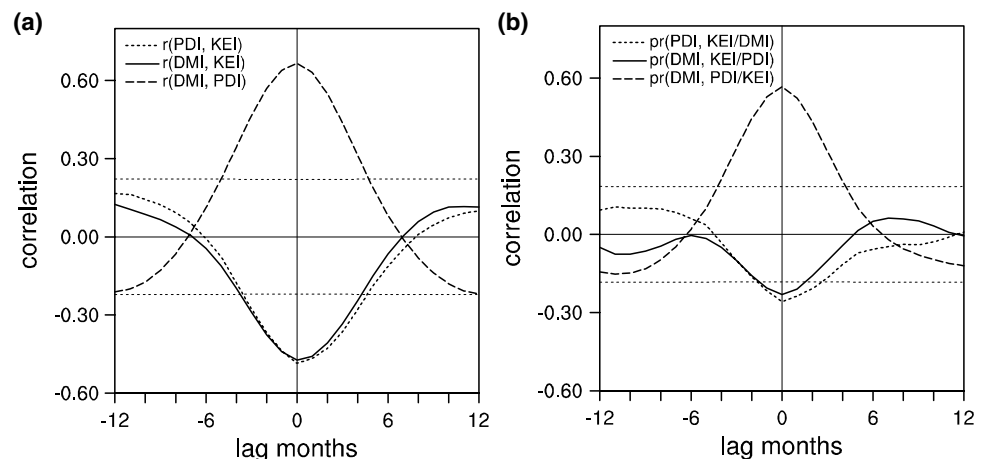 (a)
r(PDI, KEI)
r(DMI, KEI)
r(DMI, PDI)
0.60
0.30
0.00
-0.30
-0.60
correlation
-12
-6
0
6
12
lag months
(b)
pr(PDI, KEI/DMI)
pr(DMI, KEI/PDI)
pr(DMI, PDI/KEI)
0.60
0.30
0.00
-0.30
-0.60
correlation
-12
-6
0
6
12
lag months